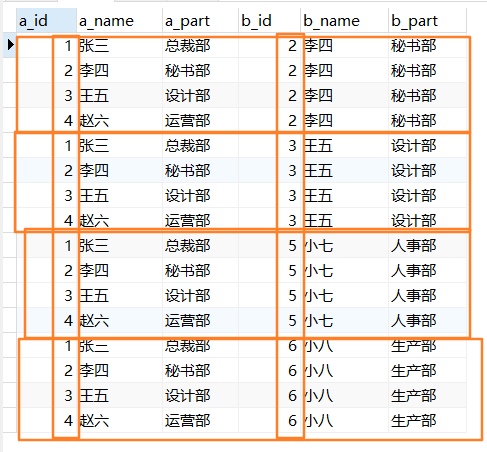 a_id a_name a_part b_id b_name b_part
1 张三 总裁部 2 李四 秘书部
2 李四 秘书部 2 李四 秘书部
3 王五 设计部 2 李四 秘书部
4 赵六 运营部 2 李四 秘书部
1 张三 总裁部 3 王五 设计部
2 李四 秘书部 3 王五 设计部
3 王五 设计部 3 王五 设计部
4 赵六 运营部 3 王五 设计部
1 张三 总裁部 5 小七 人事部
2 李四 秘书部 5 小七 人事部
3 王五 设计部 5 小七 人事部
4 赵六 运营部 5 小七 人事部
1 张三 总裁部 6 小八 生产部
2 李四 秘书部 6 小八 生产部
3 王五 设计部 6 小八 生产部
4 赵六 运营部 6 小八 生产部